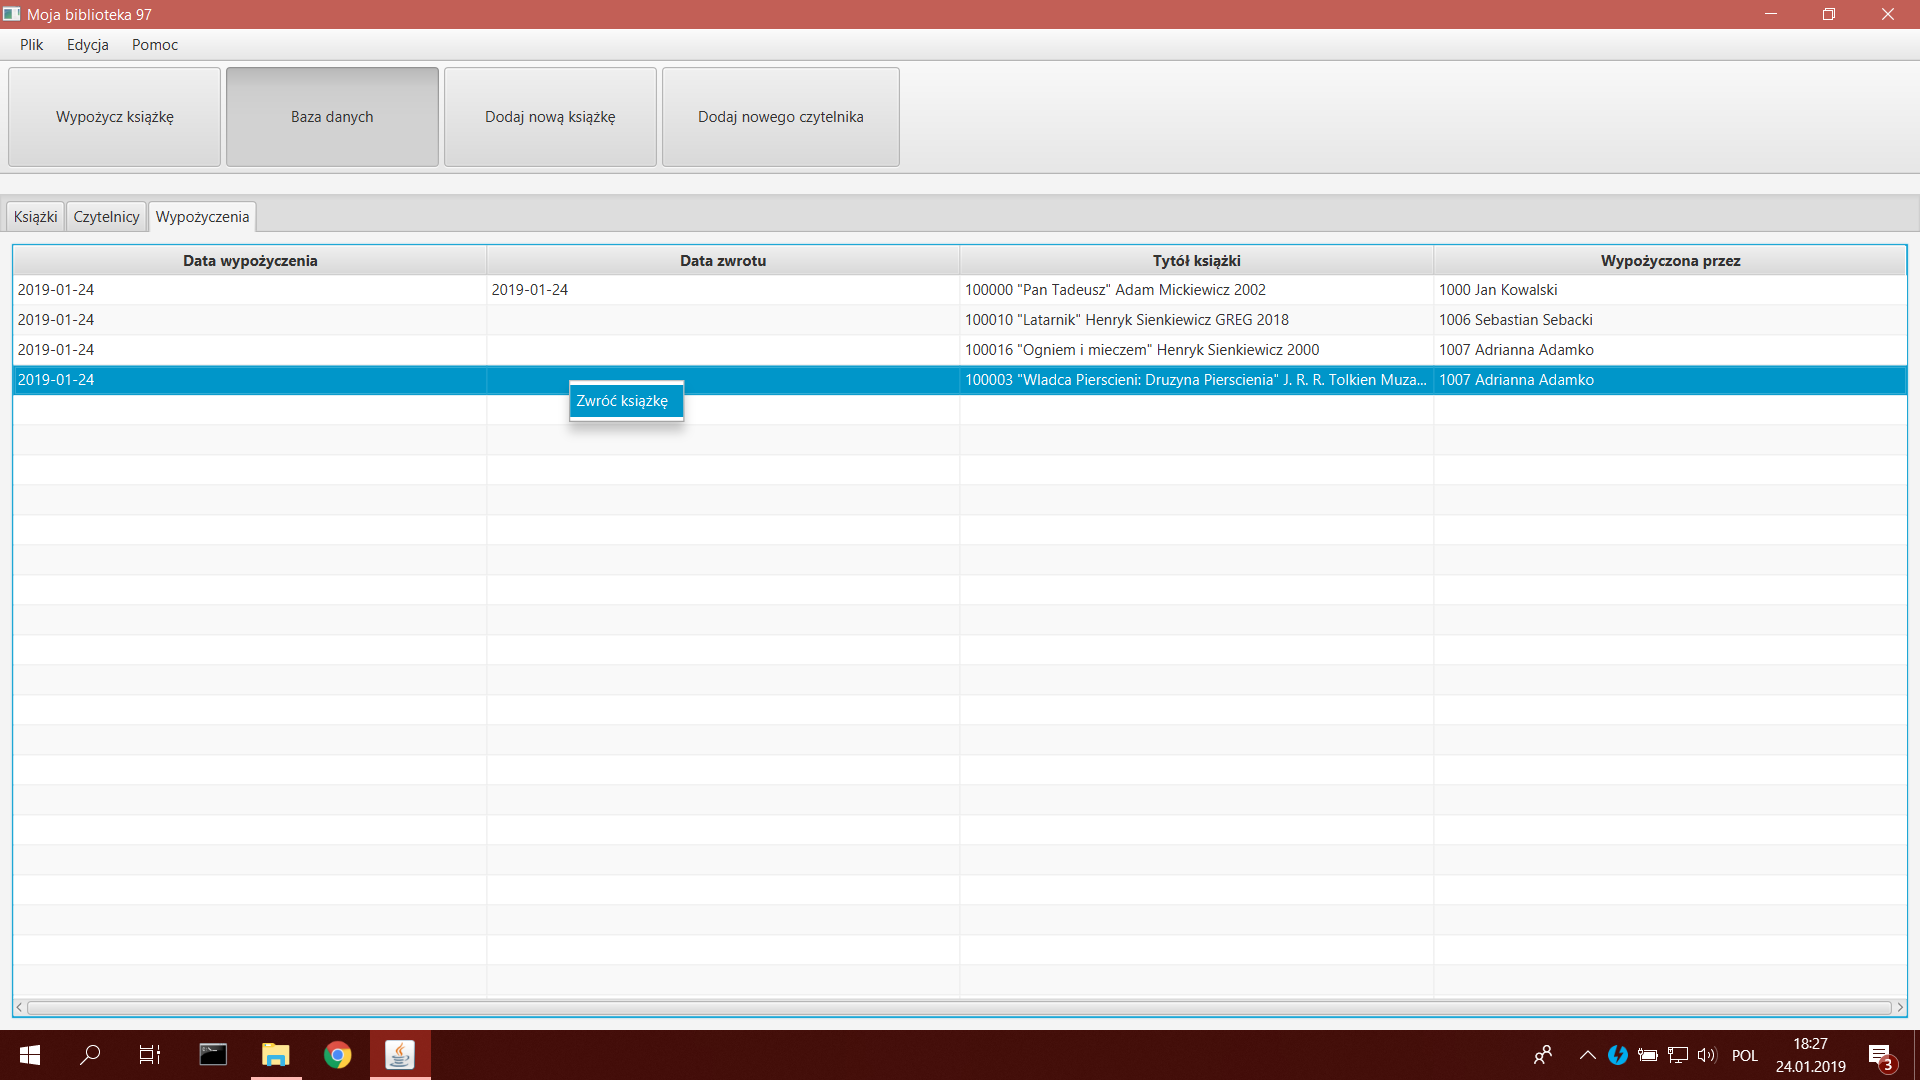 Moja biblioteka 97
Plik Edycja Pomoc
Wypożycz książkę Baza danych Dodaj nową książkę Dodaj nowego czytelnika
Książki Czytelnicy Wypożyczenia
Data wypożyczenia Data zwrotu Tytół książki Wypożyczona przez
2019-01-24 2019-01-24 100000 "Pan Tadeusz" Adam Mickiewicz 2002 1000 Jan Kowalski
2019-01-24 100010 "Latarnik" Henryk Sienkiewicz GREG 2018 1006 Sebastian Sebacki
2019-01-24 100016 "Ogniem i mieczem" Henryk Sienkiewicz 2000 1007 Adrianna Adamko
2019-01-24 100003 "Wladca Pierscieni: Druzyna Pierscienia" J. R. R. Tolkien Muza... 1007 Adrianna Adamko
Zwróć książkę
POL
18:27
24.01.2019
3